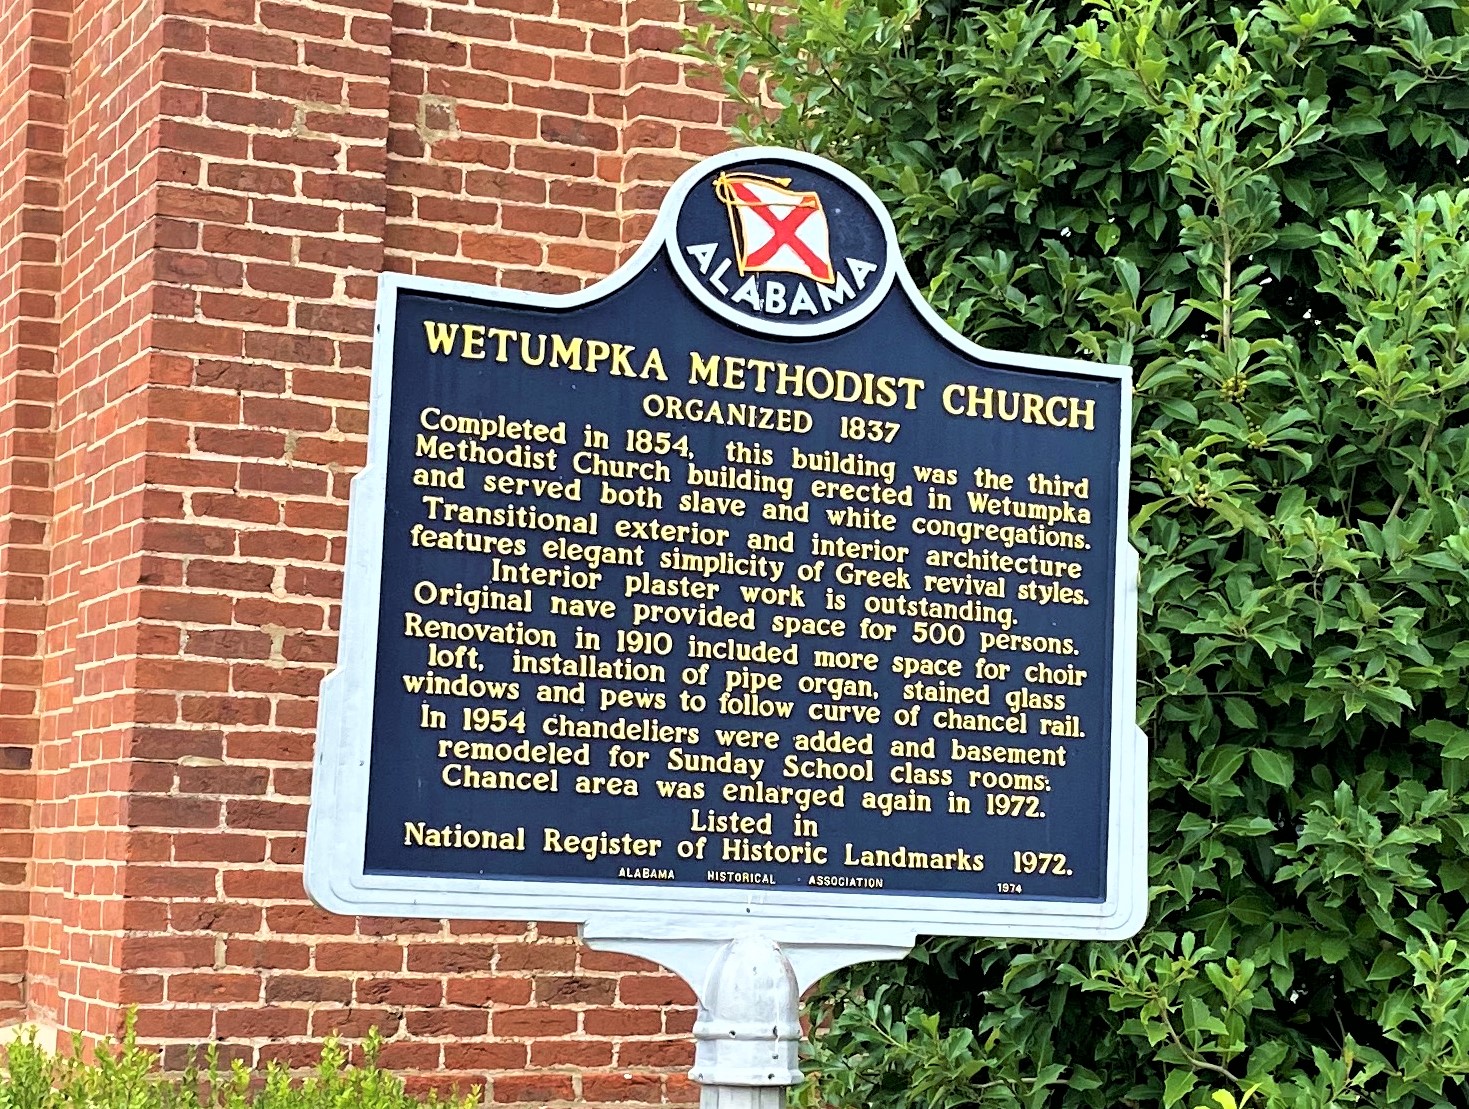 ALABAMA
WETUMPKA METHODIST CHURCH
ORGANIZED 1837
Completed in 1854, this building was the third
Methodist Church building erected in Wetumpka
and served both slave and white congregations.
Transitional exterior and interior architecture
features elegant simplicity of Greek revival styles.
Interior plaster work is outstanding.
Original nave provided space for 500 persons.
Renovation in 1910 included more space for choir
loft, installation of pipe organ, stained glass
windows and pews to follow curve of chancel rail.
In 1954 chandeliers were added and basement
remodeled for Sunday School class rooms.
Chancel area was enlarged again in 1972.
Listed in
National Register of Historic Landmarks 1972.
ALABAMA HISTORICAL ASSOCIATION 1974